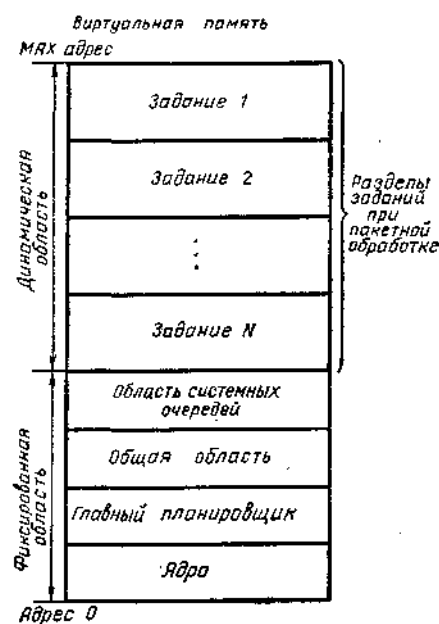 Виртуальная память
MAX адрес
Задание 1
Задание 2
Динамическая
область
Разделы
заданий
при
пакетной
обработке
Задание N
Область системных
очередей
Общая область
Главный планировщик
Фиксированная
область
Ядро
Адрес 0